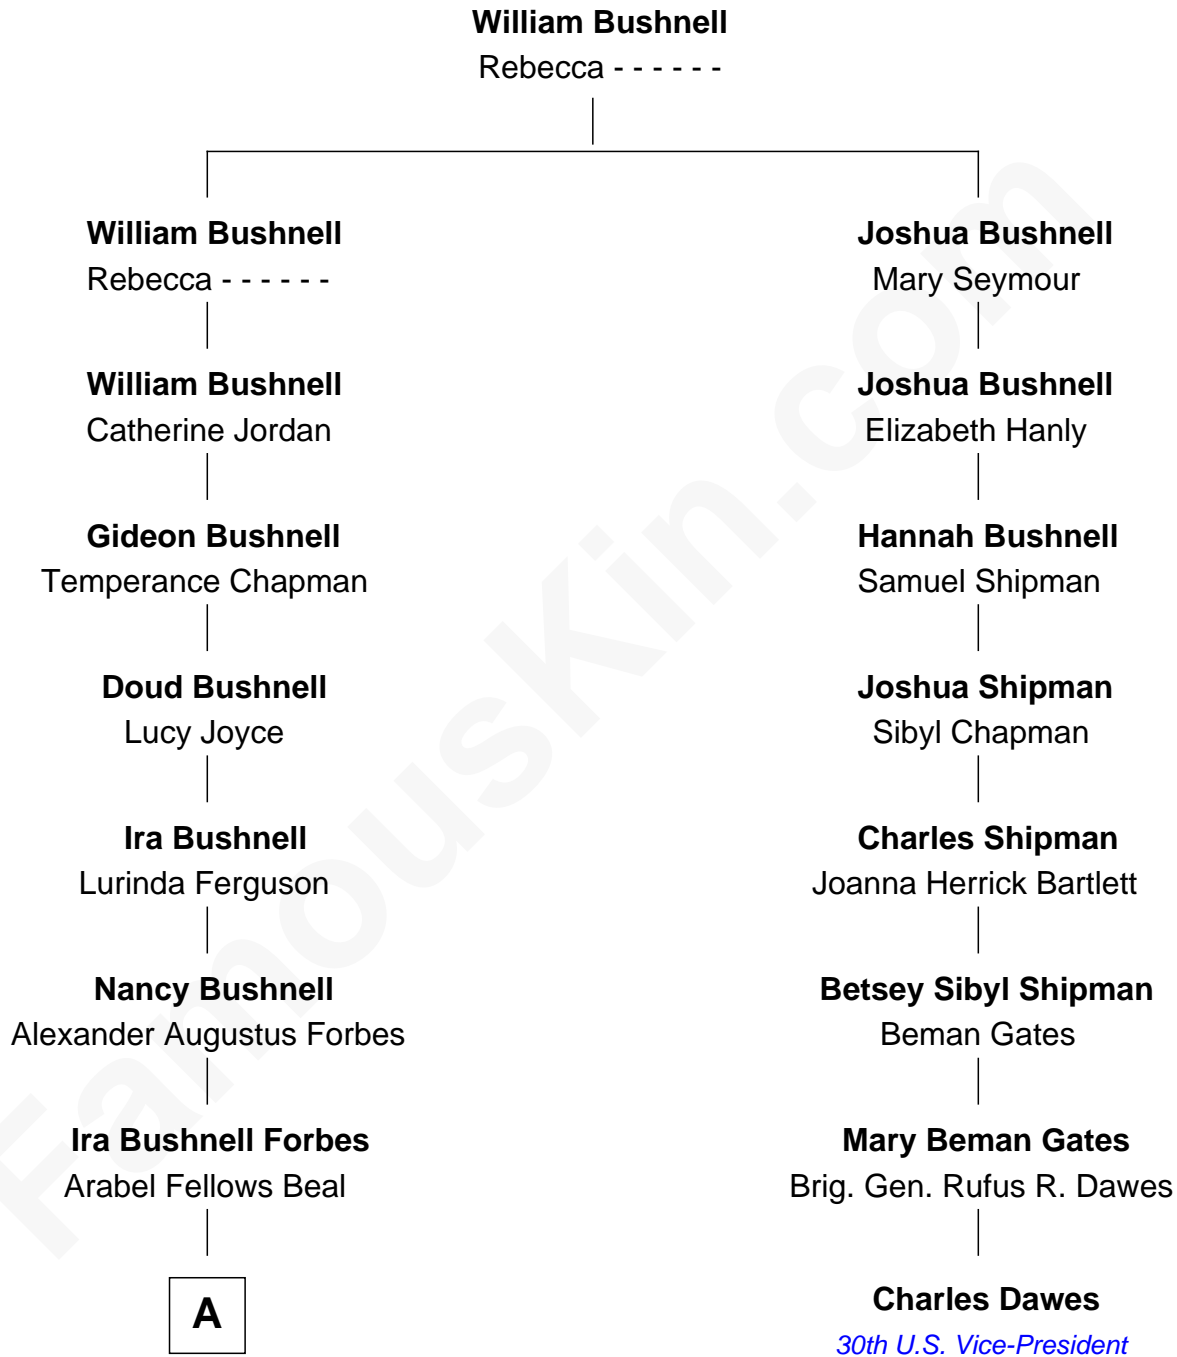 William Bushnell
Rebecca - - - - - -
William Bushnell
Rebecca - - - - - -
Joshua Bushnell
Mary Seymour
William Bushnell
Catherine Jordan
Joshua Bushnell
Elizabeth Hanly
Gideon Bushnell
Temperance Chapman
Hannah Bushnell
Samuel Shipman
Doud Bushnell
Lucy Joyce
Joshua Shipman
Sibyl Chapman
Ira Bushnell
Lurinda Ferguson
Charles Shipman
Joanna Herrick Bartlett
Nancy Bushnell
Alexander Augustus Forbes
Betsey Sibyl Shipman
Beman Gates
Ira Bushnell Forbes
Arabel Fellows Beal
Mary Beman Gates
Brig. Gen. Rufus R. Dawes
A
Charles Dawes
30th U.S. Vice-President
FamousKin.com